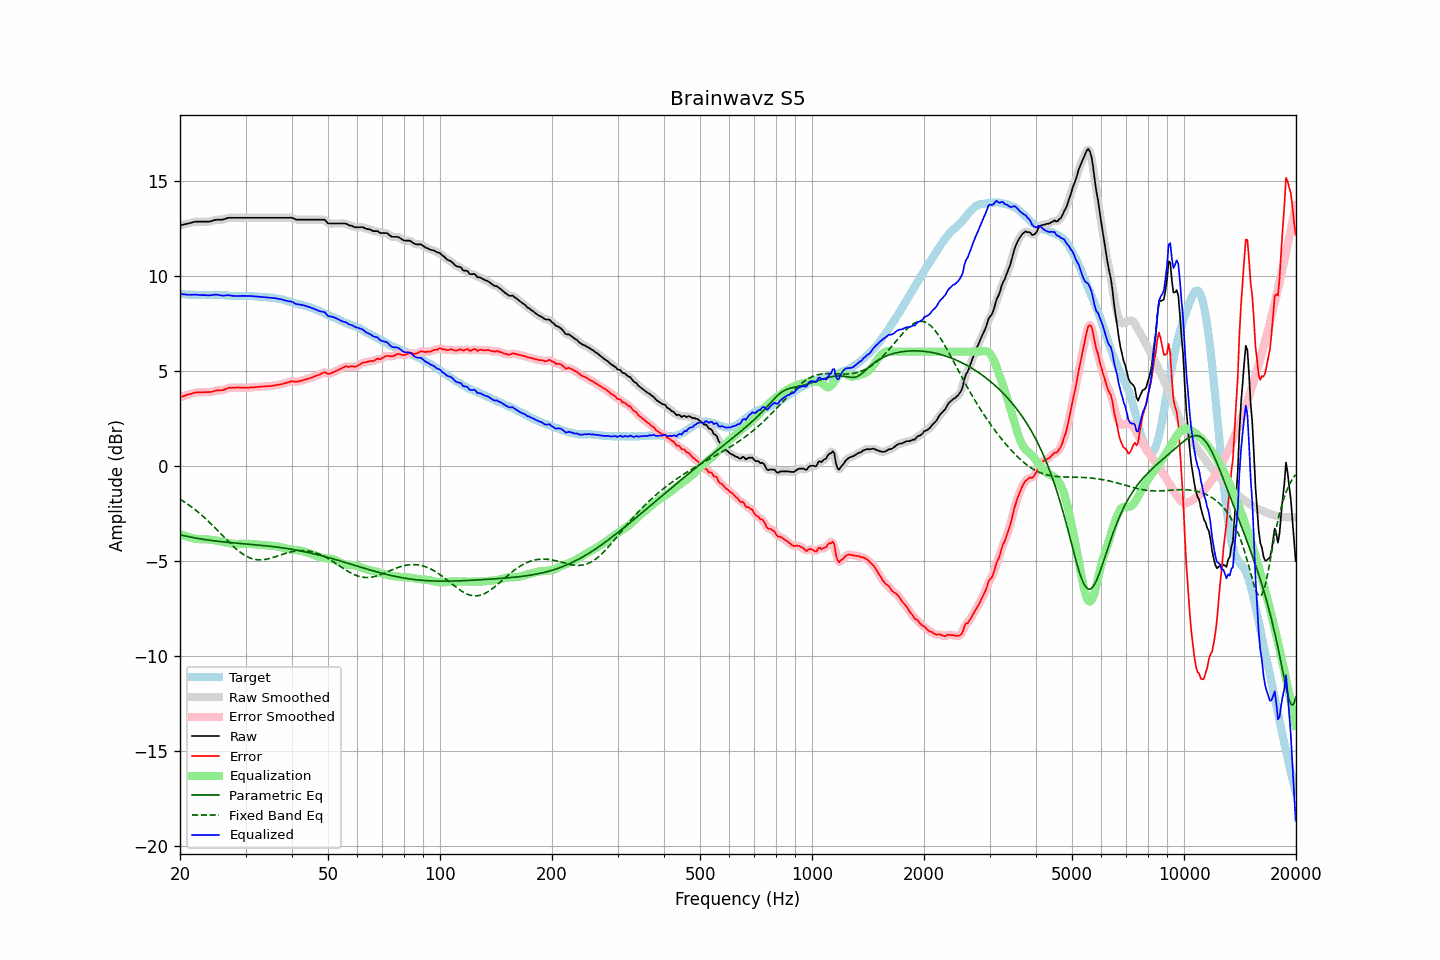 Brainwavz S5
Amplitude (dBr)
15
10
5
0
−5
−10
−15
−20
Target
Raw Smoothed
Error Smoothed
Raw
Error
Equalization
Parametric Eq
Fixed Band Eq
Equalized
20 50 100 200 500 1000 2000 5000 10000 20000
Frequency (Hz)